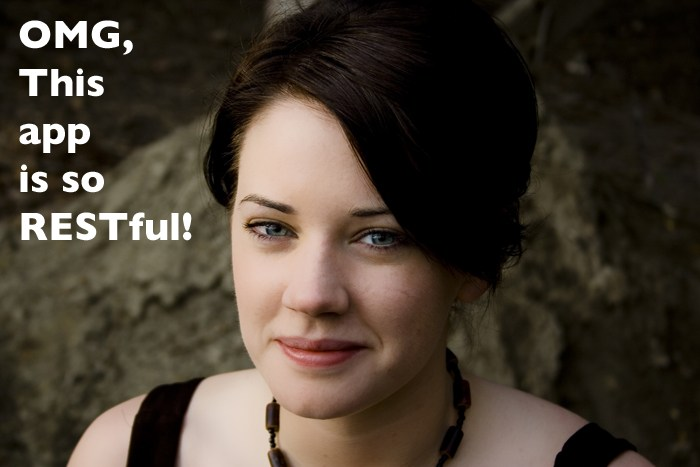 OMG,
This
app
is so
RESTful!